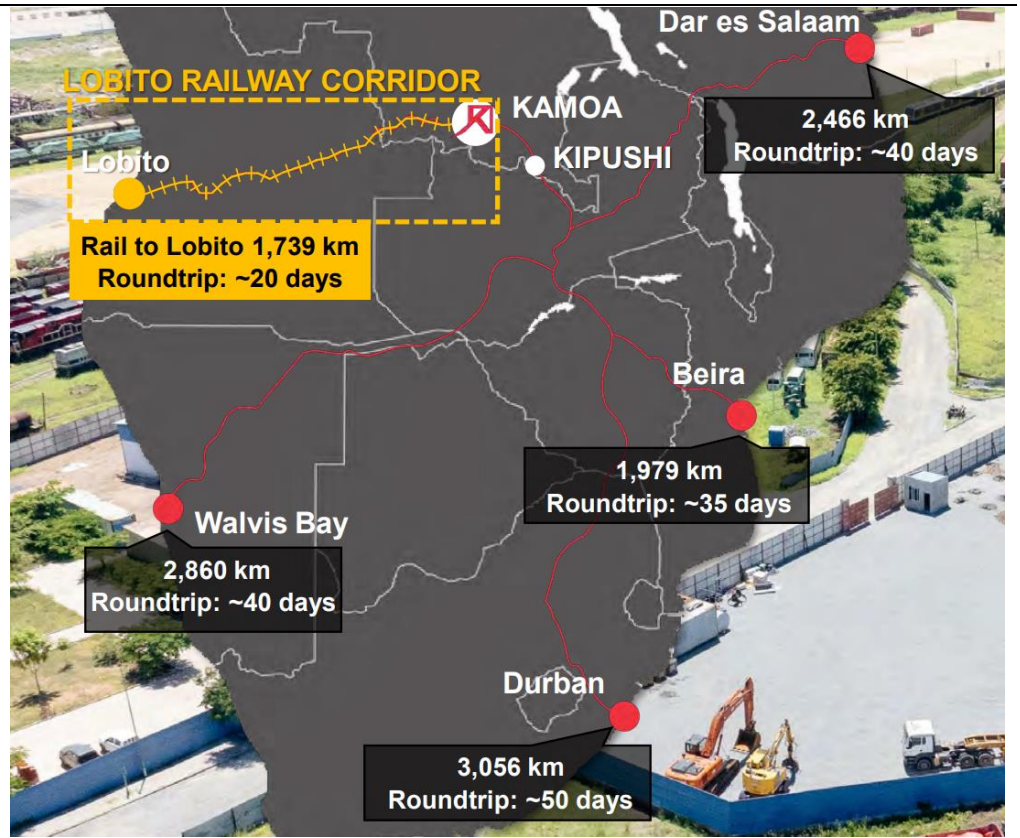 Dar es Salaam
2,466 km
Roundtrip: ~40 days
LOBITO RAILWAY CORRIDOR
KAMOA
KIPUSHI
Lobito
Rail to Lobito 1,739 km
Roundtrip: ~20 days
Beira
1,979 km
Roundtrip: ~35 days
Walvis Bay
2,860 km
Roundtrip: ~40 days
Durban
3,056 km
Roundtrip: ~50 days